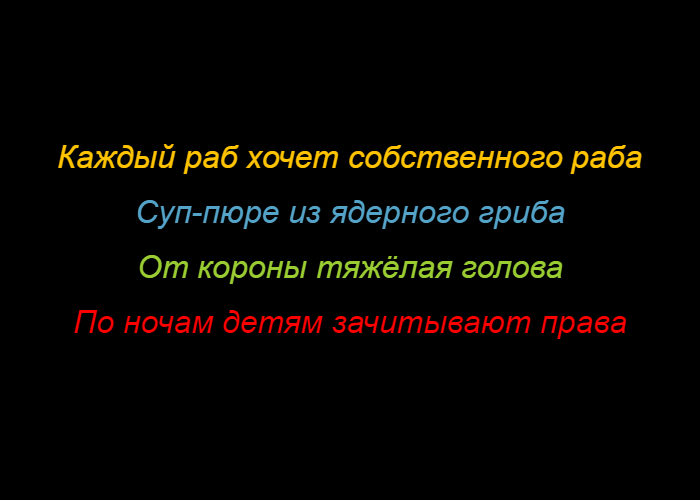 Каждый раб хочет собственного раба
Суп-пюре из ядерного гриба
От короны тяжёлая голова
По ночам детям зачитывают права